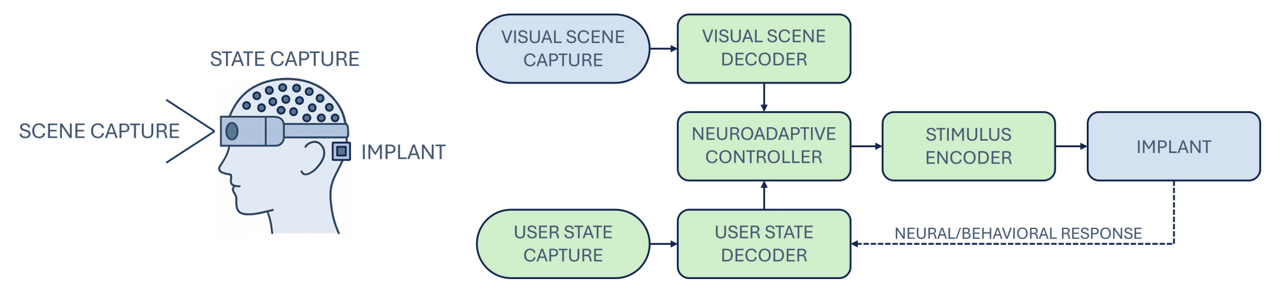 STATE CAPTURE
SCENE CAPTURE
IMPLANT
VISUAL SCENE
CAPTURE
VISUAL SCENE
DECODER
NEUROADAPTIVE
CONTROLLER
STIMULUS
ENCODER
IMPLANT
USER STATE
CAPTURE
USER STATE
DECODER
NEURAL/BEHAVIORAL RESPONSE